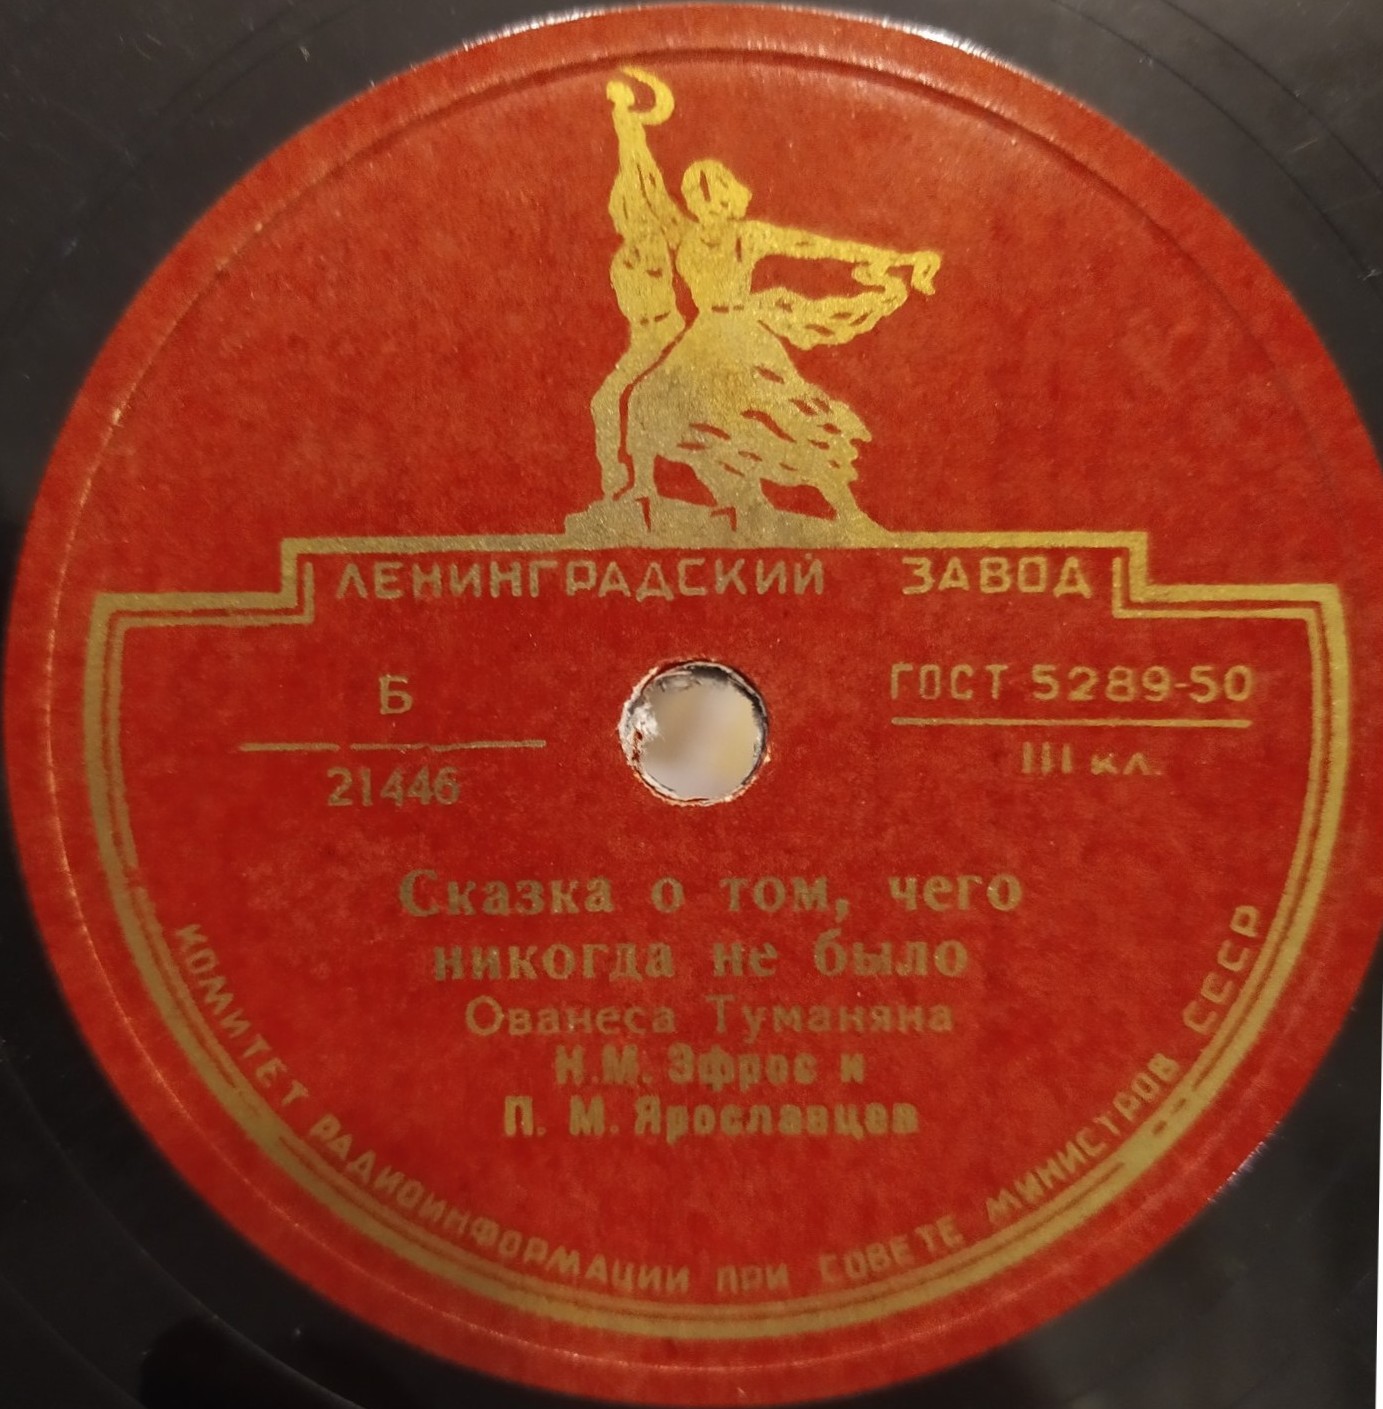 ЛЕНИНГРАДСКИЙ ЗАВОД
Б
21446
ГОСТ 5289-50
III кл.
Сказка о том, чего
никогда не было
Ованеса Туманяна
Н.М. Эфрос и
П. М. Ярославцев
КОМИТЕТ РАДИОИНФОРМАЦИИ ПРИ СОВЕТЕ МИНИСТРОВ СССР